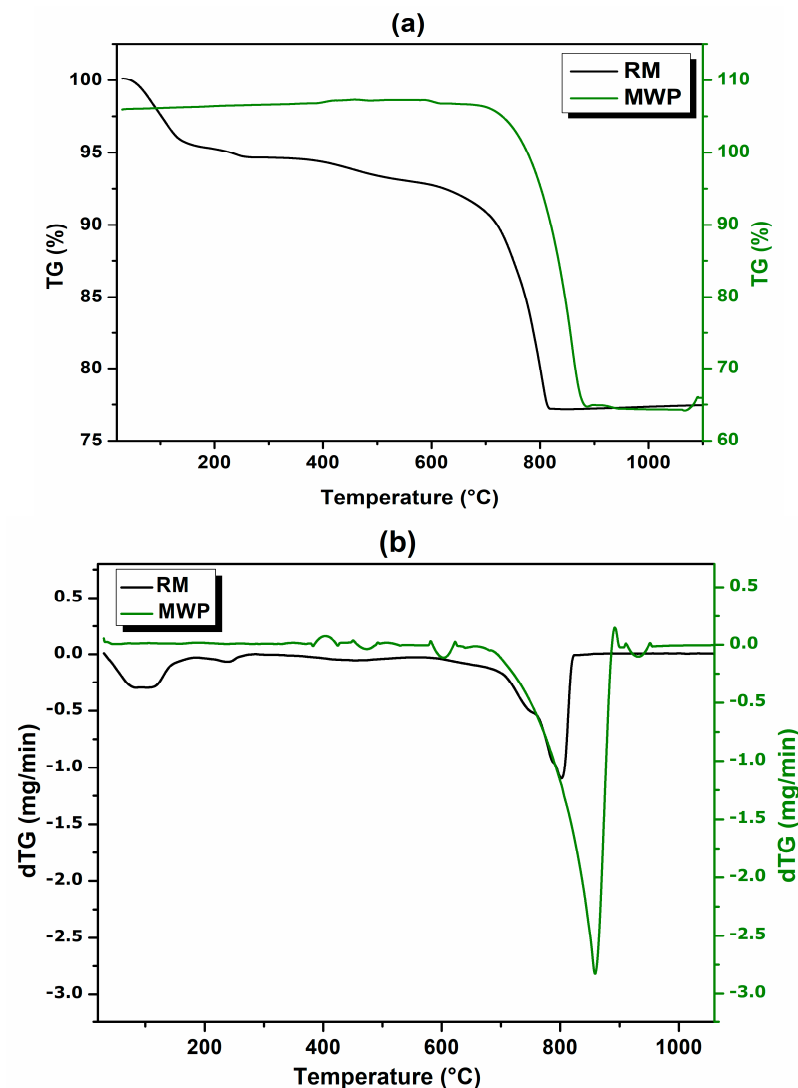 (a)
RM
MWP
100
95
90
85
80
75
110
100
90
80
70
60
TG (%)
TG (%)
200 400 600 800 1000
Temperature (°C)
(b)
RM
MWP
0.5
0.0
-0.5
-1.0
-1.5
-2.0
-2.5
-3.0
0.5
0.0
-0.5
-1.0
-1.5
-2.0
-2.5
-3.0
dTG (mg/min)
dTG (mg/min)
200 400 600 800 1000
Temperature (°C)